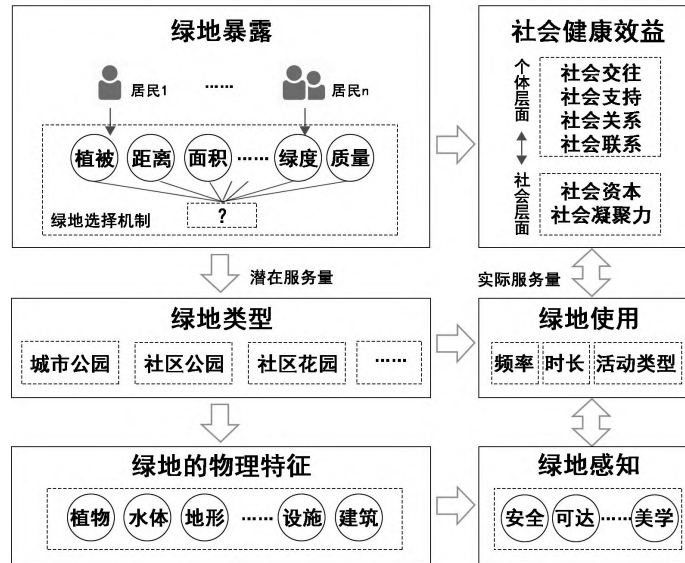 绿地暴露
居民1 …… 居民n
植被 距离 面积 …… 绿度 质量
?
绿地选择机制
社会健康效益
个体层面
社会交往
社会支持
社会关系
社会联系
社会层面
社会资本
社会凝聚力
潜在服务量
实际服务量
绿地类型
城市公园 社区公园 社区花园 ……
绿地使用
频率 时长 活动类型
绿地的物理特征
植物 水体 地形 …… 设施 建筑
绿地感知
安全 可达 …… 美学